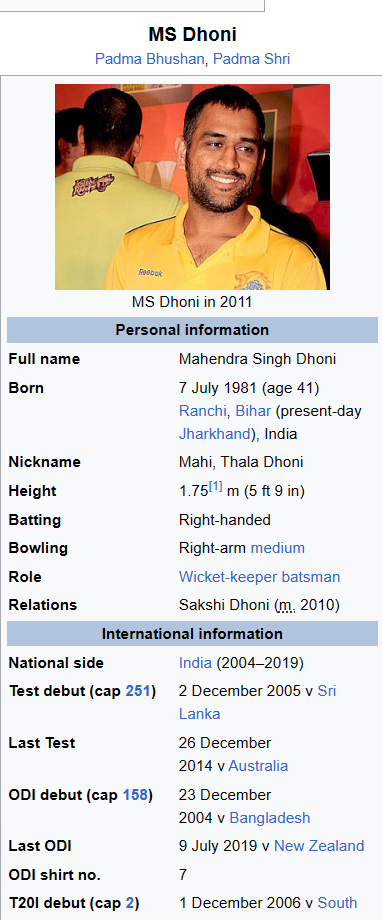 MS Dhoni
Padma Bhushan, Padma Shri
Reebok
MS Dhoni in 2011
Personal information
Full name Mahendra Singh Dhoni
Born 7 July 1981 (age 41)
Ranchi, Bihar (present-day
Jharkhand), India
Nickname Mahi, Thala Dhoni
Height 1.75[1] m (5 ft 9 in)
Batting Right-handed
Bowling Right-arm medium
Role Wicket-keeper batsman
Relations Sakshi Dhoni (m. 2010)
International information
National side India (2004–2019)
Test debut (cap 251) 2 December 2005 v Sri
Lanka
Last Test 26 December
2014 v Australia
ODI debut (cap 158) 23 December
2004 v Bangladesh
Last ODI 9 July 2019 v New Zealand
ODI shirt no. 7
T20I debut (cap 2) 1 December 2006 v South